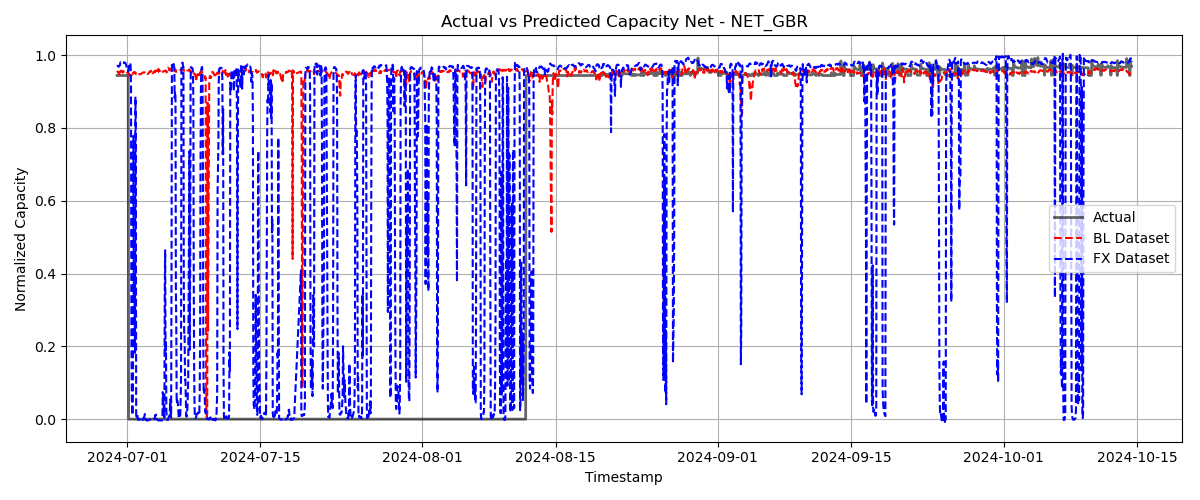 Actual vs Predicted Capacity Net - NET_GBR
Normalized Capacity
1.0
0.8
0.6
0.4
0.2
0.0
Actual
BL Dataset
FX Dataset
2024-07-01 2024-07-15 2024-08-01 2024-08-15 2024-09-01 2024-09-15 2024-10-01 2024-10-15
Timestamp